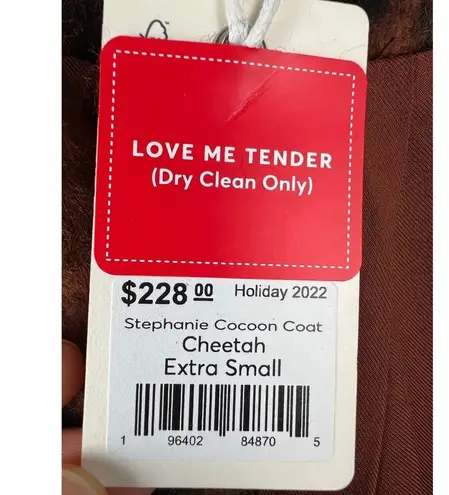 LOVE ME TENDER
(Dry Clean Only)
$228 00 Holiday 2022
Stephanie Cocoon Coat
Cheetah
Extra Small
1 96402 84870 5